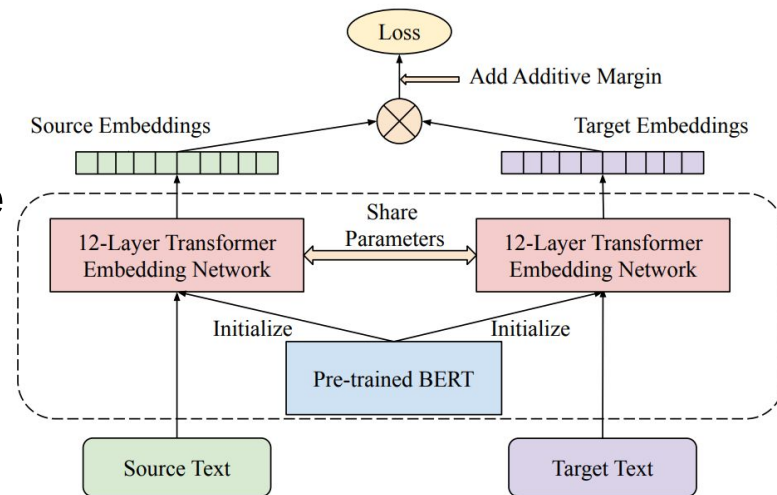 Loss
Add Additive Margin
Source Embeddings
Target Embeddings
e
12-Layer Transformer
Embedding Network
Share
Parameters
12-Layer Transformer
Embedding Network
Initialize
Initialize
Pre-trained BERT
Source Text
Target Text